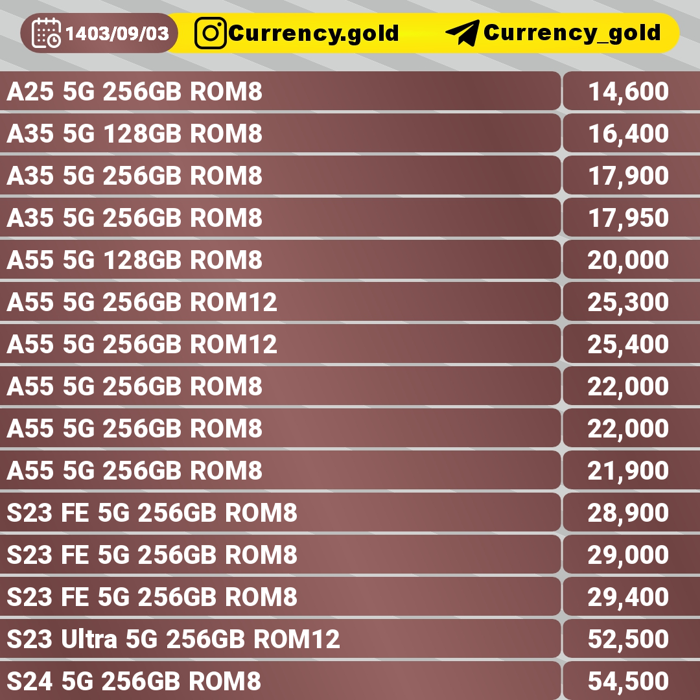 1403/09/03 Currency.gold Currency_gold
A25 5G 256GB ROM8 14,600
A35 5G 128GB ROM8 16,400
A35 5G 256GB ROM8 17,900
A35 5G 256GB ROM8 17,950
A55 5G 128GB ROM8 20,000
A55 5G 256GB ROM12 25,300
A55 5G 256GB ROM12 25,400
A55 5G 256GB ROM8 22,000
A55 5G 256GB ROM8 22,000
A55 5G 256GB ROM8 21,900
S23 FE 5G 256GB ROM8 28,900
S23 FE 5G 256GB ROM8 29,000
S23 FE 5G 256GB ROM8 29,400
S23 Ultra 5G 256GB ROM12 52,500
S24 5G 256GB ROM8 54,500